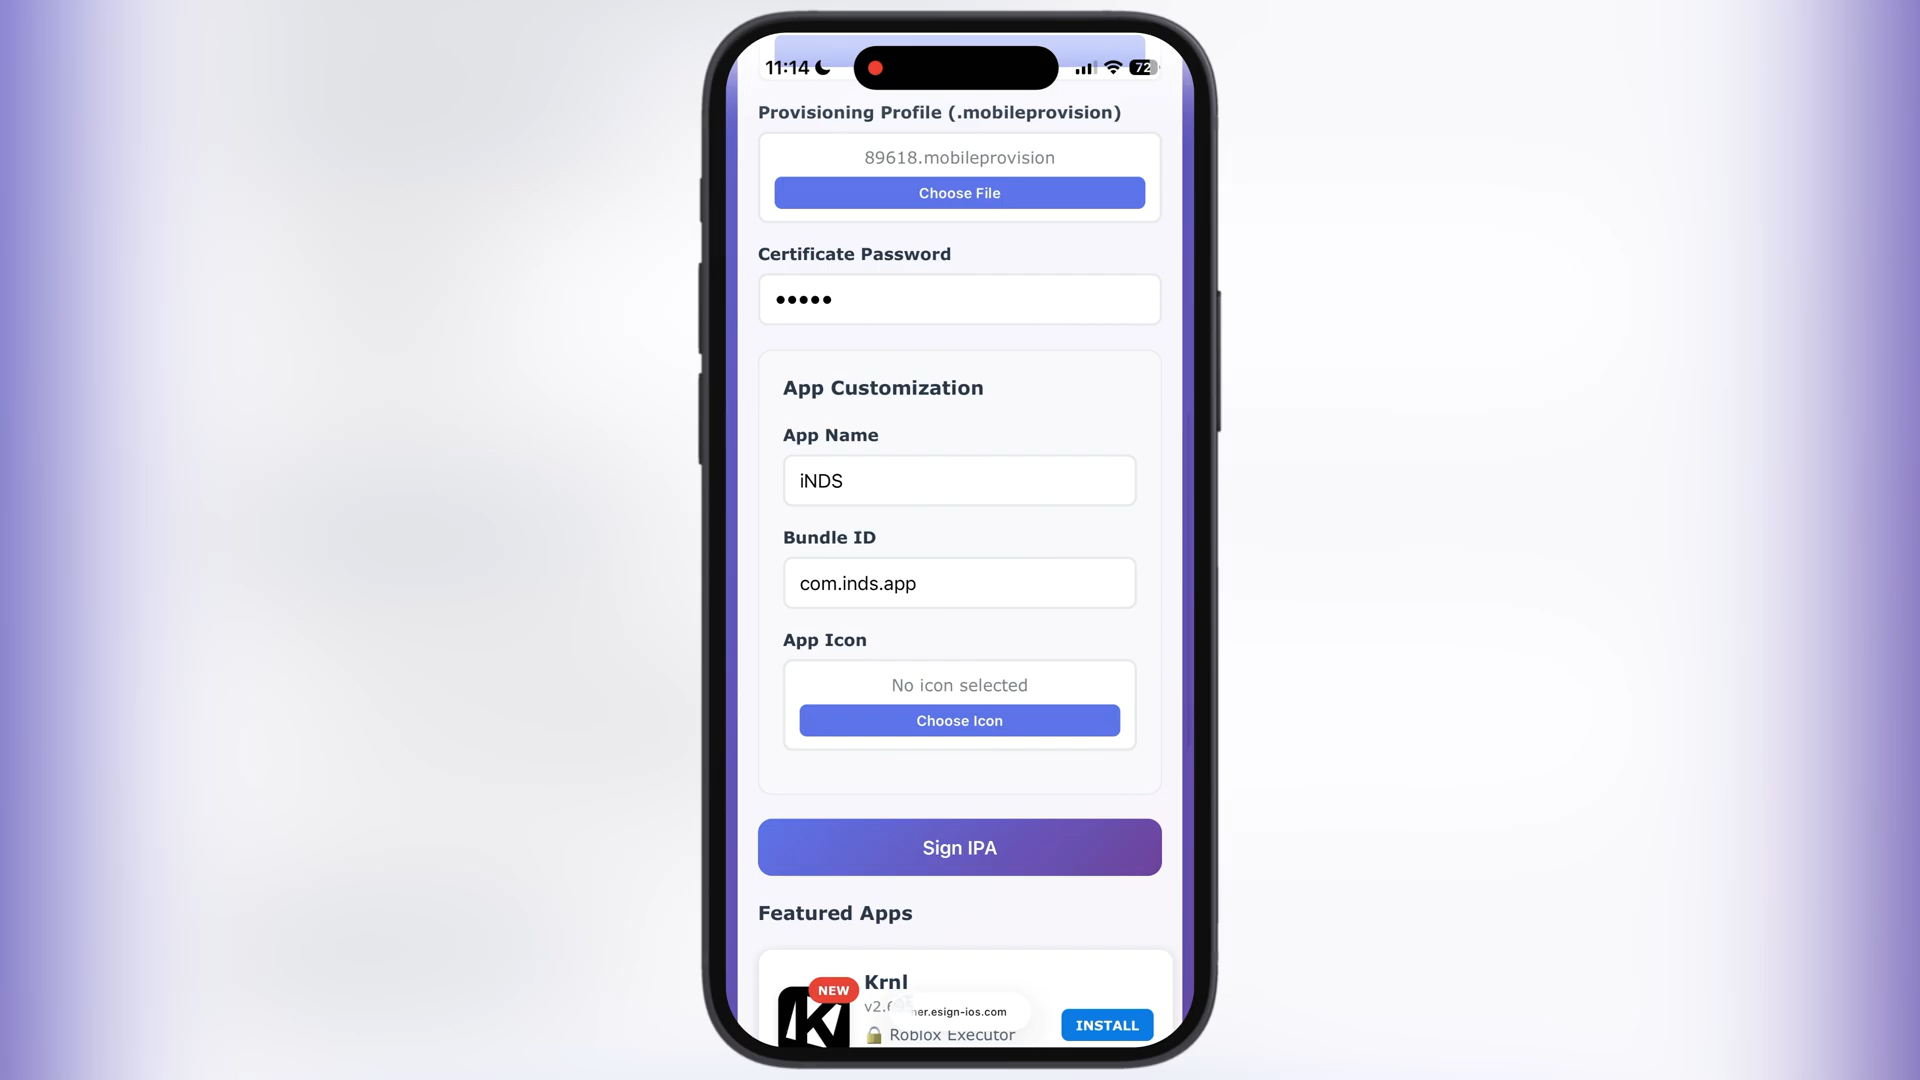 11:14
72
Provisioning Profile (.mobileprovision)
89618.mobileprovision
Choose File
Certificate Password
•••••
App Customization
App Name
iNDS
Bundle ID
com.inds.app
App Icon
No icon selected
Choose Icon
Sign IPA
Featured Apps
NEW
Krnl
ner.esign-ios.com
Roblox Executor
INSTALL